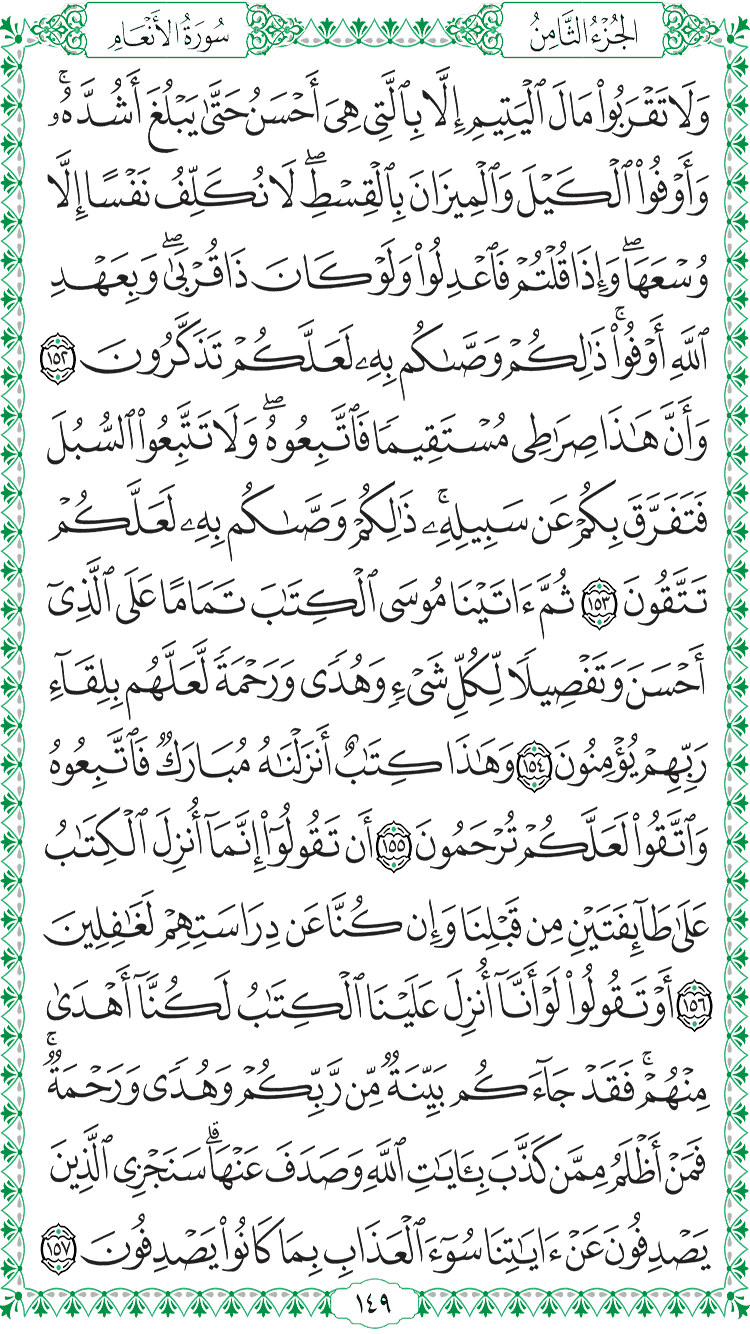 الجُزْءُ الثَّامِنُ
سُورَةُ الأَنْعَامِ
وَلَا تَقْرَبُوا۟ مَالَ ٱلْيَتِيمِ إِلَّا بِٱلَّتِى هِىَ أَحْسَنُ حَتَّىٰ يَبْلُغَ أَشُدَّهُۥ ۚ
وَأَوْفُوا۟ ٱلْكَيْلَ وَٱلْمِيزَانَ بِٱلْقِسْطِ ۖ لَا نُكَلِّفُ نَفْسًا إِلَّا
وُسْعَهَا ۖ وَإِذَا قُلْتُمْ فَٱعْدِلُوا۟ وَلَوْ كَانَ ذَا قُرْبَىٰ ۖ وَبِعَهْدِ
ٱللَّهِ أَوْفُوا۟ ۚ ذَٰلِكُمْ وَصَّىٰكُم بِهِۦ لَعَلَّكُمْ تَذَكَّرُونَ ١٥٢
وَأَنَّ هَـٰذَا صِرَٰطِى مُسْتَقِيمًا فَٱتَّبِعُوهُ ۖ وَلَا تَتَّبِعُوا۟ ٱلسُّبُلَ
فَتَفَرَّقَ بِكُمْ عَن سَبِيلِهِۦ ۚ ذَٰلِكُمْ وَصَّىٰكُم بِهِۦ لَعَلَّكُمْ
تَتَّقُونَ ١٥٣ ثُمَّ ءَاتَيْنَا مُوسَى ٱلْكِتَـٰبَ تَمَامًا عَلَى ٱلَّذِىٓ
أَحْسَنَ وَتَفْصِيلًا لِّكُلِّ شَىْءٍ وَهُدًى وَرَحْمَةً لَّعَلَّهُم بِلِقَآءِ
رَبِّهِمْ يُؤْمِنُونَ ١٥٤ وَهَـٰذَا كِتَـٰبٌ أَنزَلْنَـٰهُ مُبَارَكٌ فَٱتَّبِعُوهُ
وَٱتَّقُوا۟ لَعَلَّكُمْ تُرْحَمُونَ ١٥٥ أَن تَقُولُوٓا۟ إِنَّمَآ أُنزِلَ ٱلْكِتَـٰبُ
عَلَىٰ طَآئِفَتَيْنِ مِن قَبْلِنَا وَإِن كُنَّا عَن دِرَاسَتِهِمْ لَغَـٰفِلِينَ
١٥٦ أَوْ تَقُولُوا۟ لَوْ أَنَّآ أُنزِلَ عَلَيْنَا ٱلْكِتَـٰبُ لَكُنَّآ أَهْدَىٰ
مِنْهُمْ ۚ فَقَدْ جَآءَكُم بَيِّنَةٌ مِّن رَّبِّكُمْ وَهُدًى وَرَحْمَةٌ ۚ
فَمَنْ أَظْلَمُ مِمَّن كَذَّبَ بِـَٔايَـٰتِ ٱللَّهِ وَصَدَفَ عَنْهَا ۗ سَنَجْزِى ٱلَّذِينَ
يَصْدِفُونَ عَنْ ءَايَـٰتِنَا سُوٓءَ ٱلْعَذَابِ بِمَا كَانُوا۟ يَصْدِفُونَ ١٥٧
١٤٩